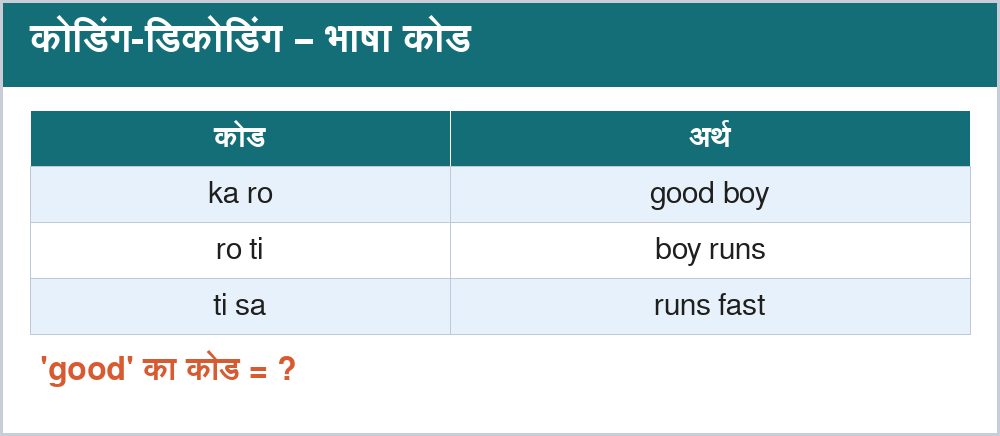 कोडिंग-डिकोडिंग – भाषा कोड
कोड अर्थ
ka ro good boy
ro ti boy runs
ti sa runs fast
'good' का कोड = ?